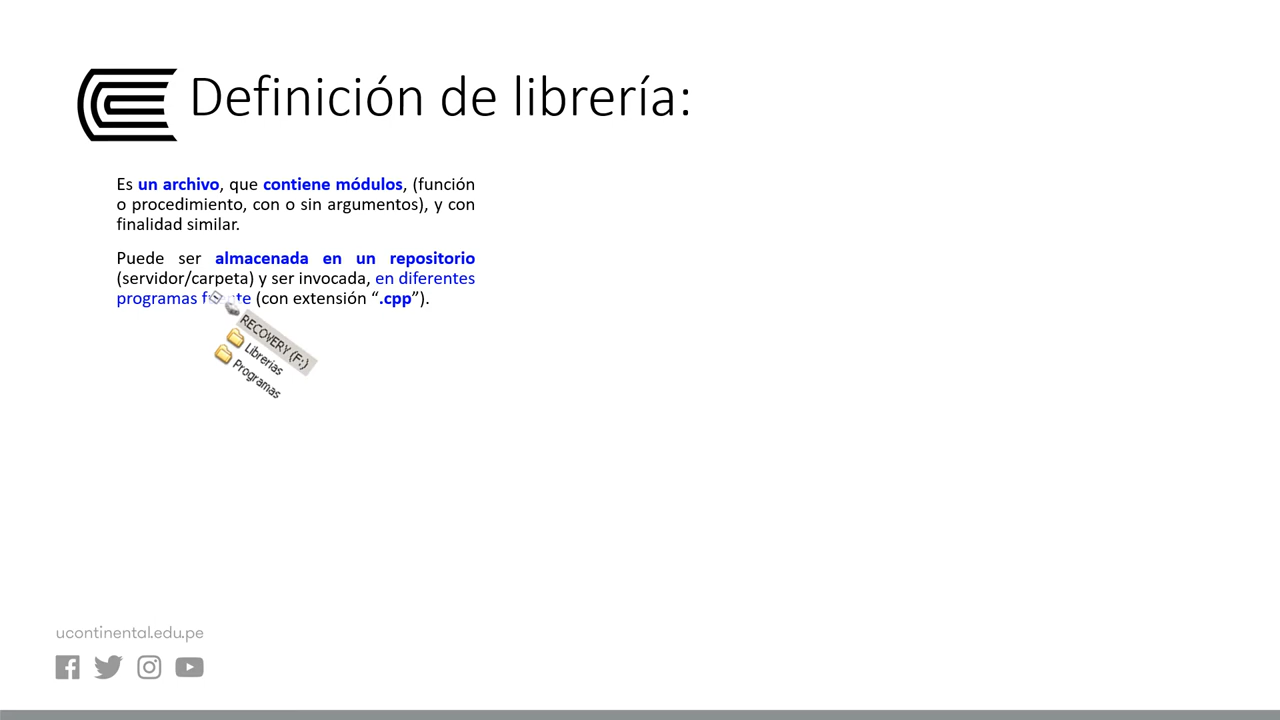 Definición de librería:
Es un archivo, que contiene módulos, (función
o procedimiento, con o sin argumentos), y con
finalidad similar.
Puede ser almacenada en un repositorio
(servidor/carpeta) y ser invocada, en diferentes
programas (con extensión “.cpp”).
RECOVERY (F:)
Librerias
Programas
ucontinental.edu.pe